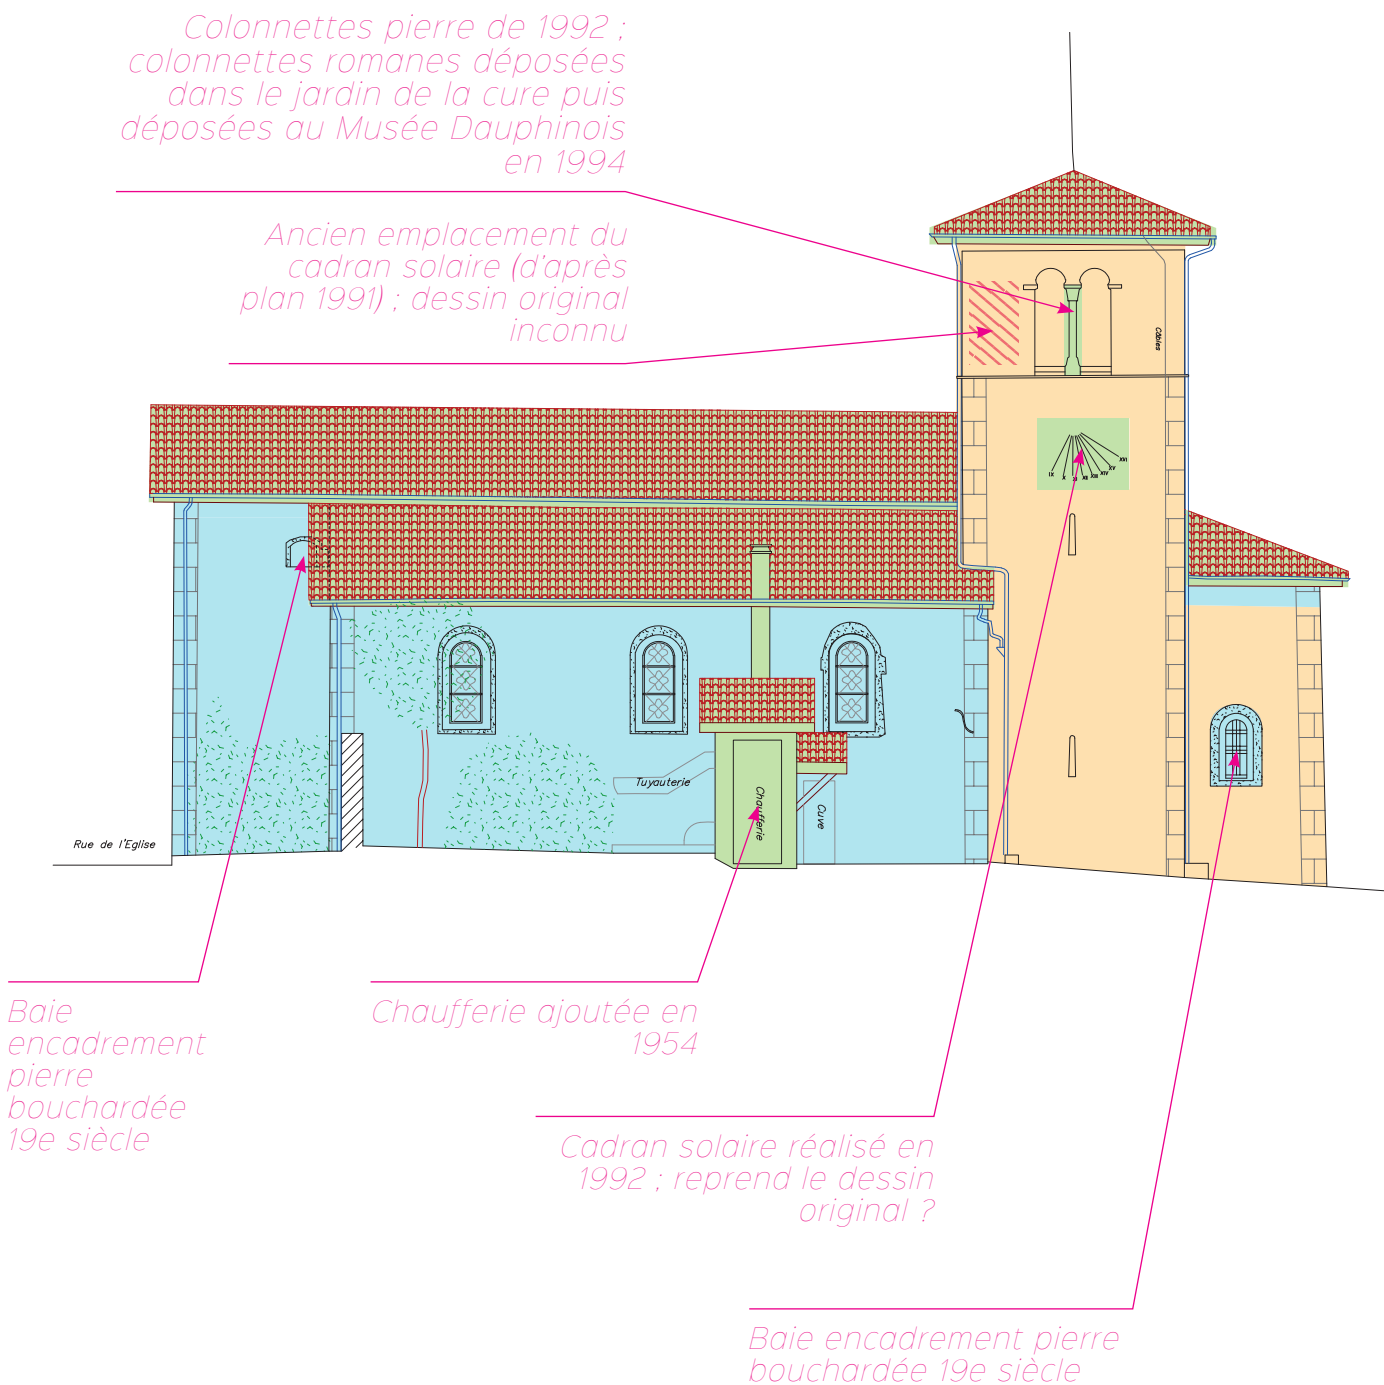 Colonnettes pierre de 1992 ;
colonnettes romanes déposées
dans le jardin de la cure puis
déposées au Musée Dauphinois
en 1994
Ancien emplacement du
cadran solaire (d'après
plan 1991) ; dessin original
inconnu
Câbles
IX
X
XI
XII
XIII
XIV
XV
XVI
Tuyauterie
Chaufferie
Cuve
Rue de l'Eglise
Baie
encadrement
pierre
bouchardée
19e siècle
Chaufferie ajoutée en
1954
Cadran solaire réalisé en
1992 ; reprend le dessin
original ?
Baie encadrement pierre
bouchardée 19e siècle